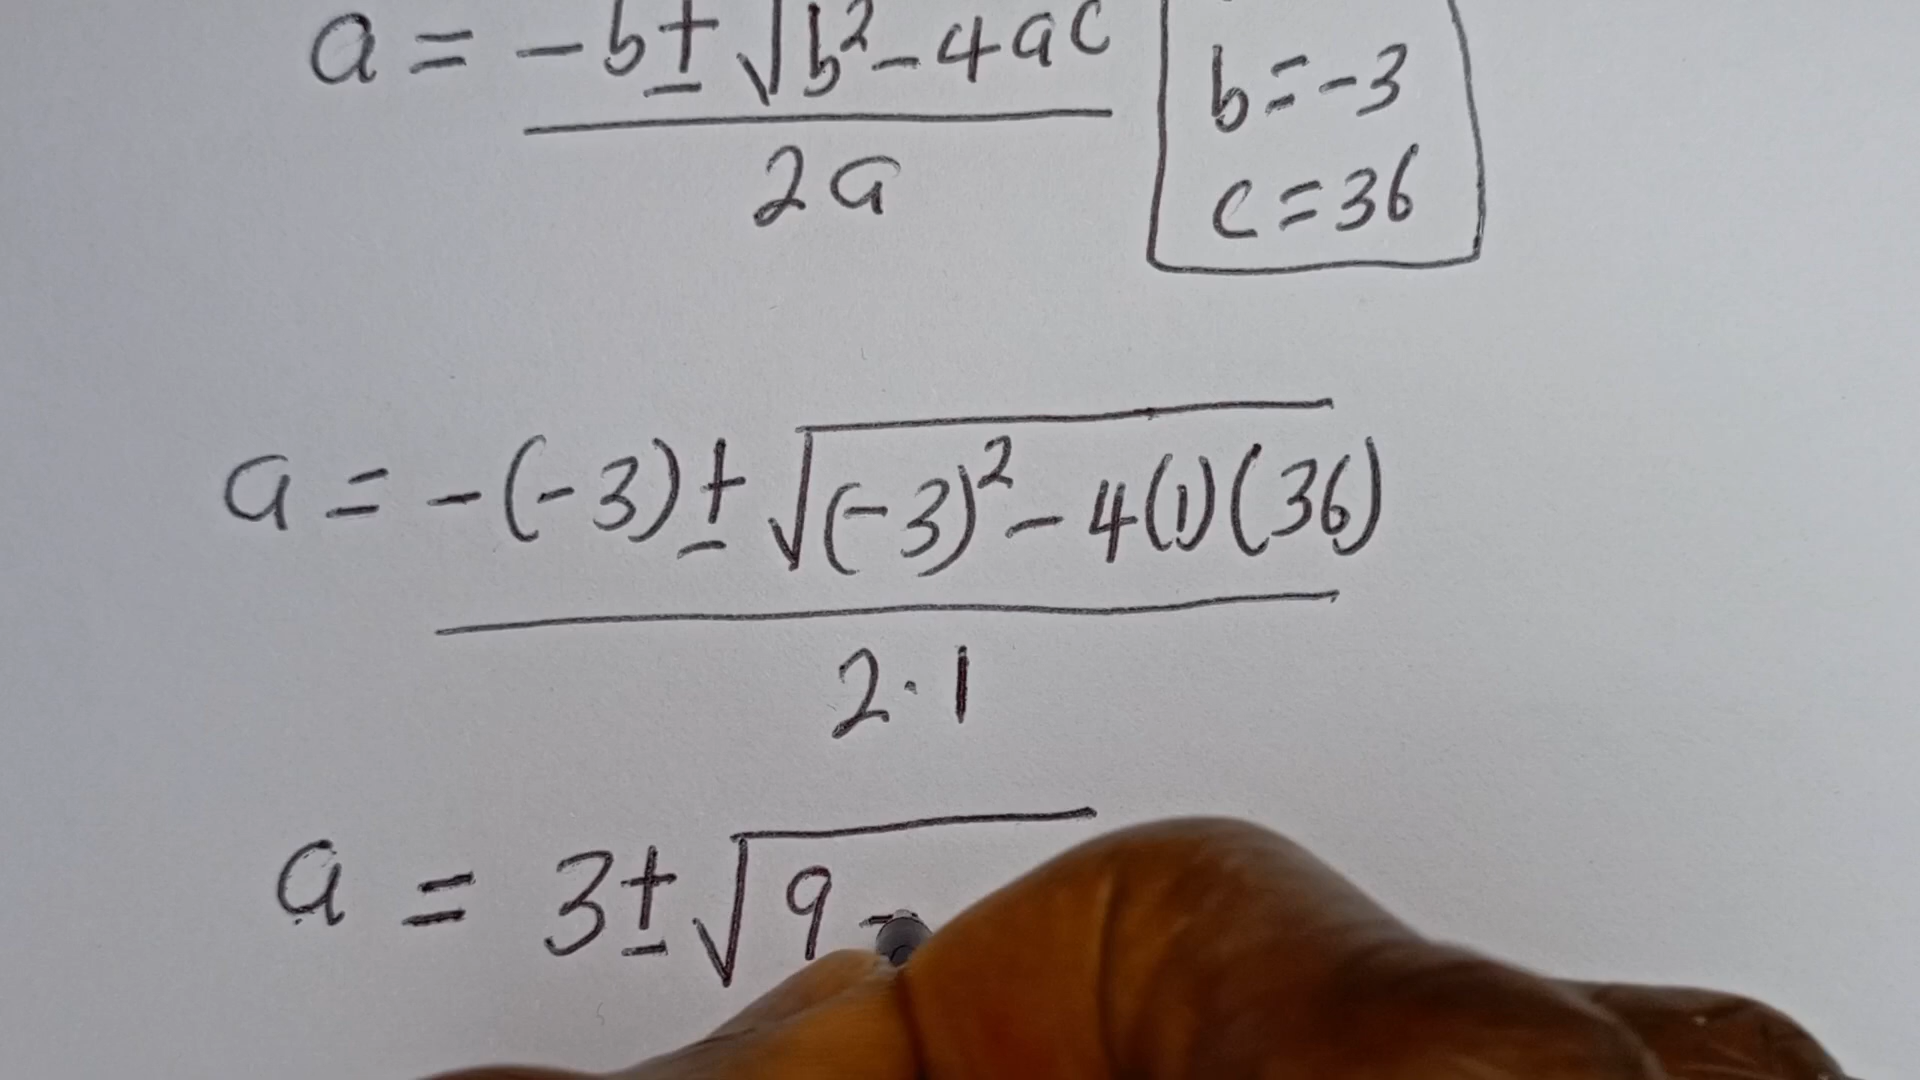 a = -b ± √b² - 4ac
2a
b = -3
c = 36
a = -(-3) ± √(-3)² - 4(1)(36)
2·1
a = 3 ± √9 -